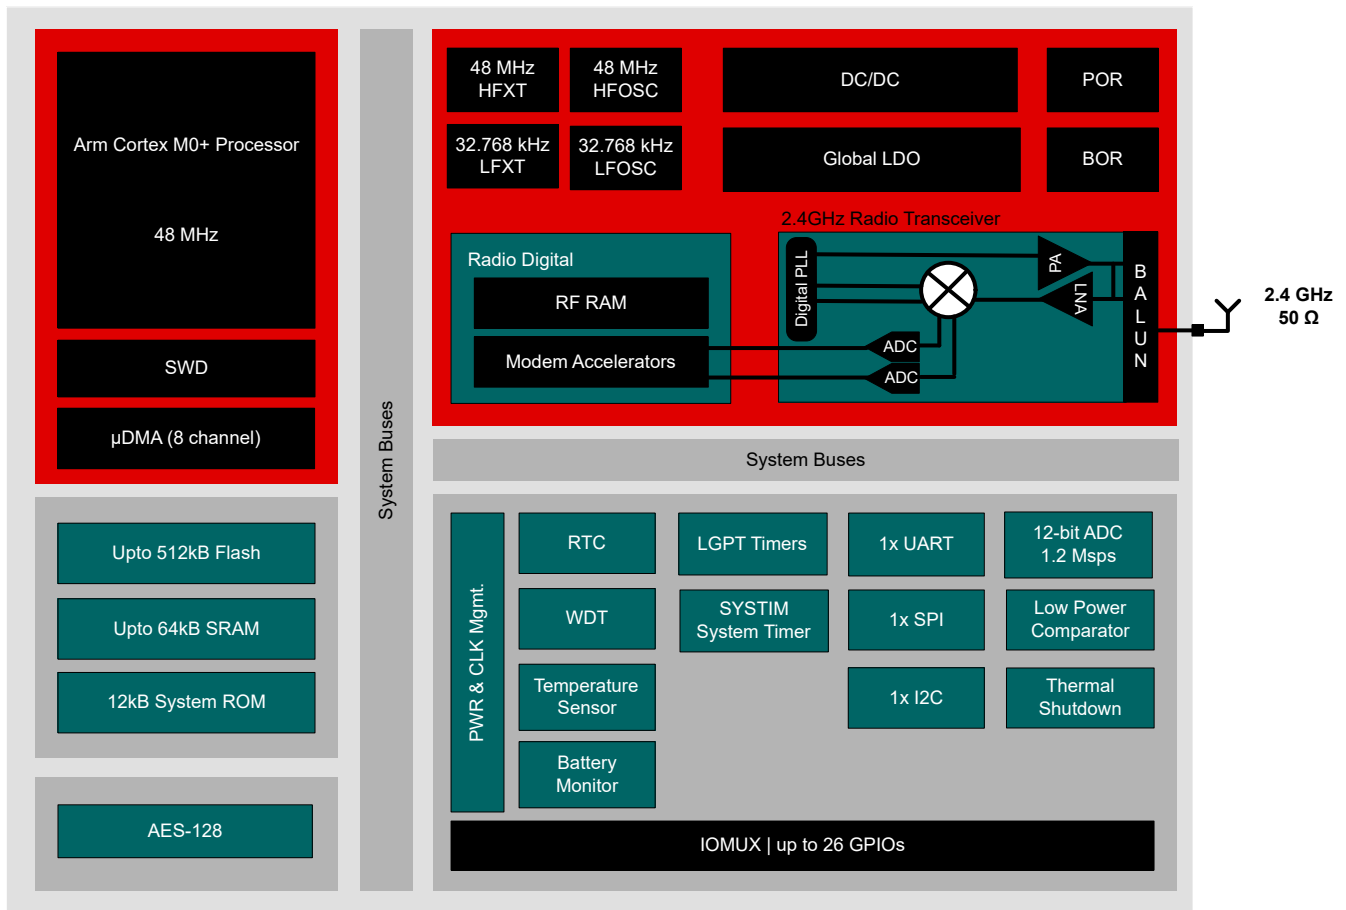 Arm Cortex M0+ Processor
48 MHz
SWD
µDMA (8 channel)
Upto 512kB Flash
Upto 64kB SRAM
12kB System ROM
AES-128
System Buses
48 MHz
HFXT
48 MHz
HFOSC
32.768 kHz
LFXT
32.768 kHz
LFOSC
DC/DC
Global LDO
POR
BOR
Radio Digital
RF RAM
Modem Accelerators
2.4GHz Radio Transceiver
Digital PLL
ADC
ADC
PA
LNA
BALUN
2.4 GHz
50 Ω
System Buses
PWR & CLK Mgmt.
RTC
WDT
Temperature
Sensor
Battery
Monitor
LGPT Timers
SYSTIM
System Timer
1x UART
1x SPI
1x I2C
12-bit ADC
1.2 Msps
Low Power
Comparator
Thermal
Shutdown
IOMUX | up to 26 GPIOs